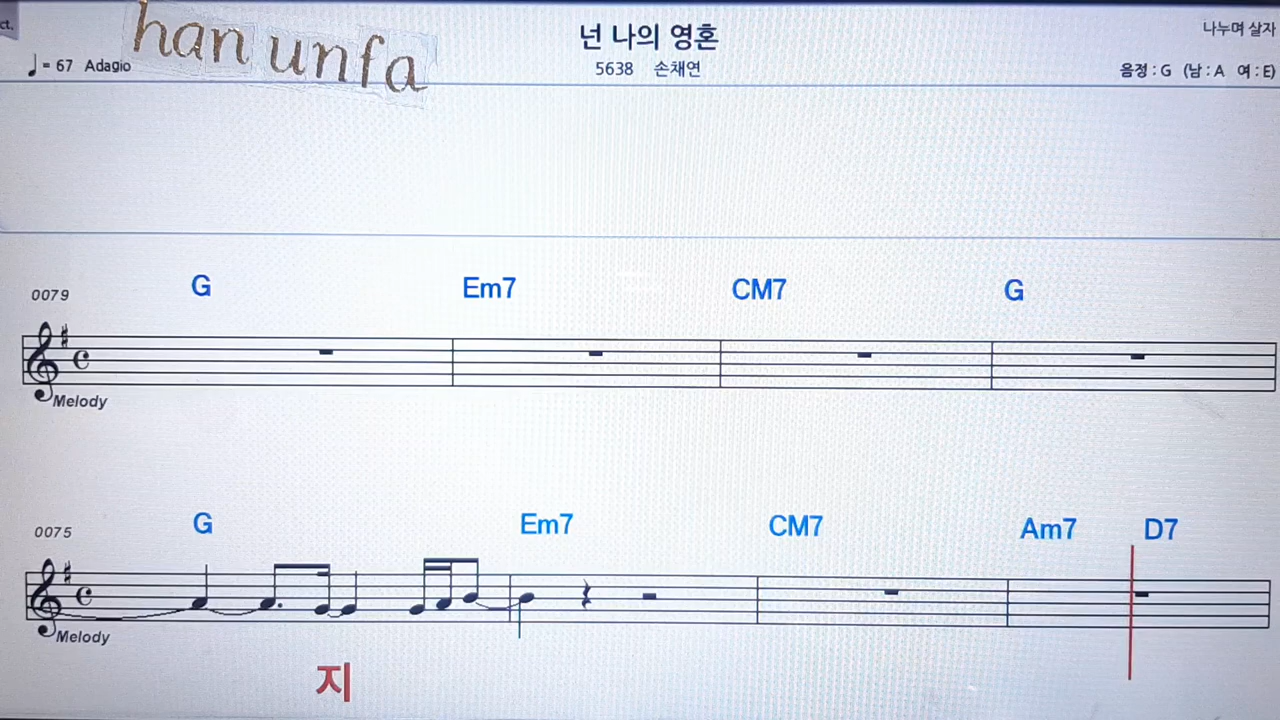 ct.
han unfa
넌 나의 영혼
나누며 살자
♩= 67 Adagio
5638 손채연
음정 : G (남 : A 여 : E)
G Em7 CM7 G
0079
Melody
G Em7 CM7 Am7 D7
0075
Melody
지